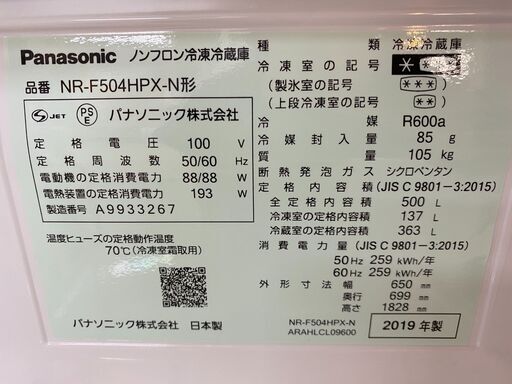 Panasonic ノンフロン冷凍冷蔵庫
品番 NR-F504HPX-N形
S JET PS E パナソニック株式会社
定格電圧 100 V
定格周波数 50/60 Hz
電動機の定格消費電力 88/88 W
電熱装置の定格消費電力 193 W
製造番号 A9933267
温度ヒューズの定格動作温度
70℃(冷凍室霜取用)
パナソニック株式会社 日本製
種類 冷凍冷蔵庫
冷凍室の記号 ＊ ＊＊＊
(製氷室の記号) (＊＊＊)
(上段冷凍室の記号) (＊＊＊)
冷媒 R600a
冷媒封入量 85 g
質量 105 kg
断熱発泡ガス シクロペンタン
定格内容積 (JIS C 9801-3:2015)
全定格内容積 500 L
冷凍室の定格内容積 137 L
冷蔵室の定格内容積 363 L
消費電力量 (JIS C 9801-3:2015)
50Hz 259 kWh/年
60Hz 259 kWh/年
外形寸法 幅 650 mm
奥行 699 mm
高さ 1828 mm
NR-F504HPX-N
ARAHLCL09600
2019 年製